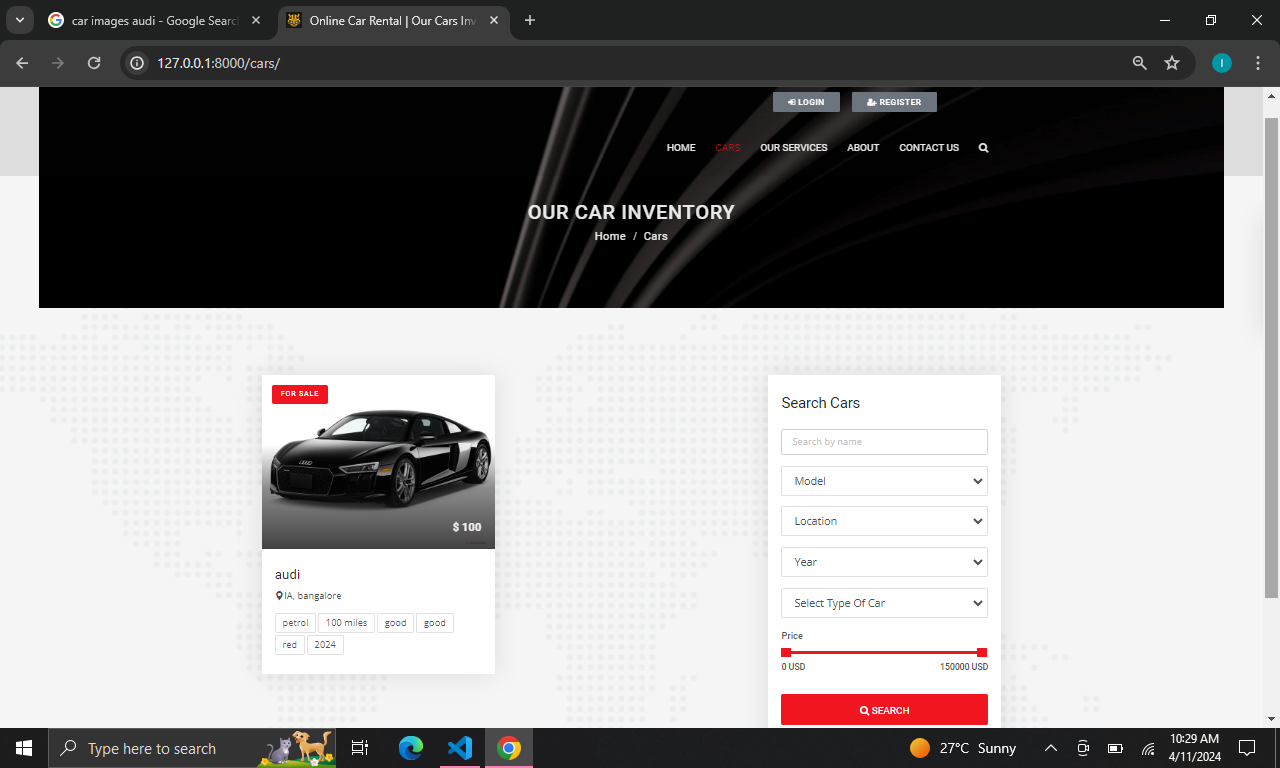 car images audi - Google Searc
Online Car Rental | Our Cars Inv
127.0.0.1:8000/cars/
I
LOGIN
REGISTER
HOME CARS OUR SERVICES ABOUT CONTACT US
OUR CAR INVENTORY
Home / Cars
FOR SALE
$ 100
audi
IA, bangalore
petrol 100 miles good good
red 2024
Search Cars
Search by name
Model
Location
Year
Select Type Of Car
Price
0 USD 150000 USD
SEARCH
Type here to search
27°C Sunny
10:29 AM
4/11/2024